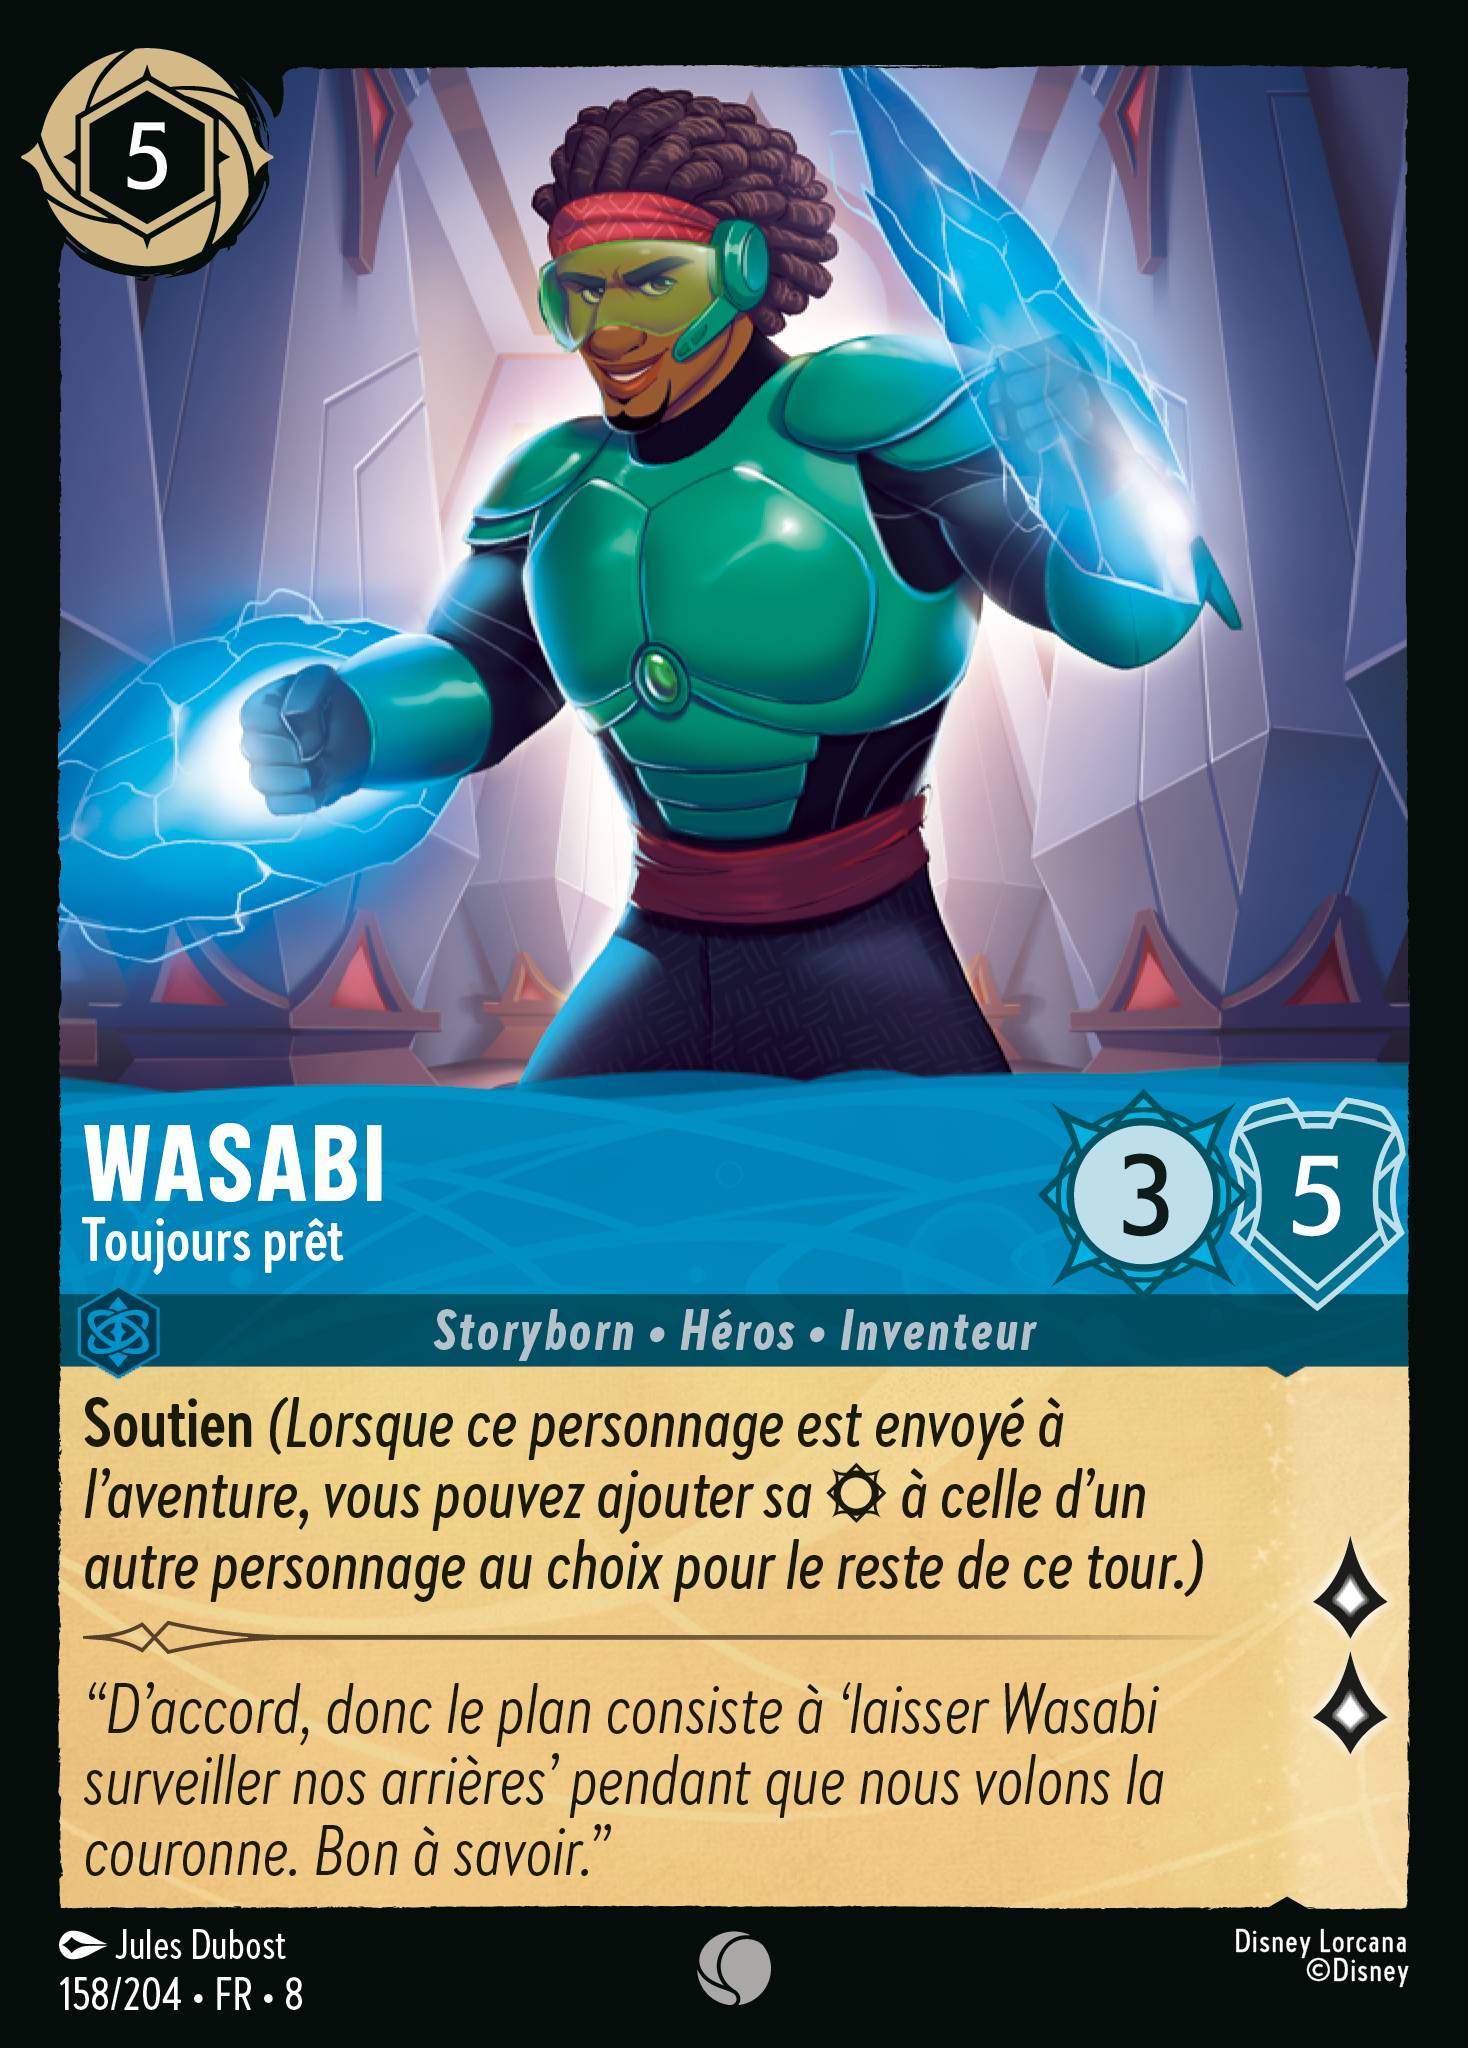 5
WASABI
Toujours prêt
3
5
Storyborn • Héros • Inventeur
Soutien (Lorsque ce personnage est envoyé à
l’aventure, vous pouvez ajouter sa à celle d’un
autre personnage au choix pour le reste de ce tour.)
“D’accord, donc le plan consiste à ‘laisser Wasabi
surveiller nos arrières’ pendant que nous volons la
couronne. Bon à savoir.”
Jules Dubost
158/204 • FR • 8
Disney Lorcana
©Disney